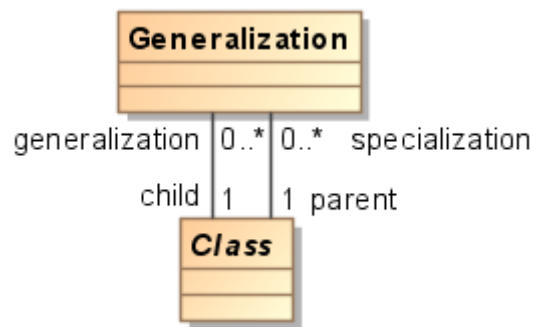 Generalization
generalization 0..* 0..* specialization
child 1 1 parent
Class